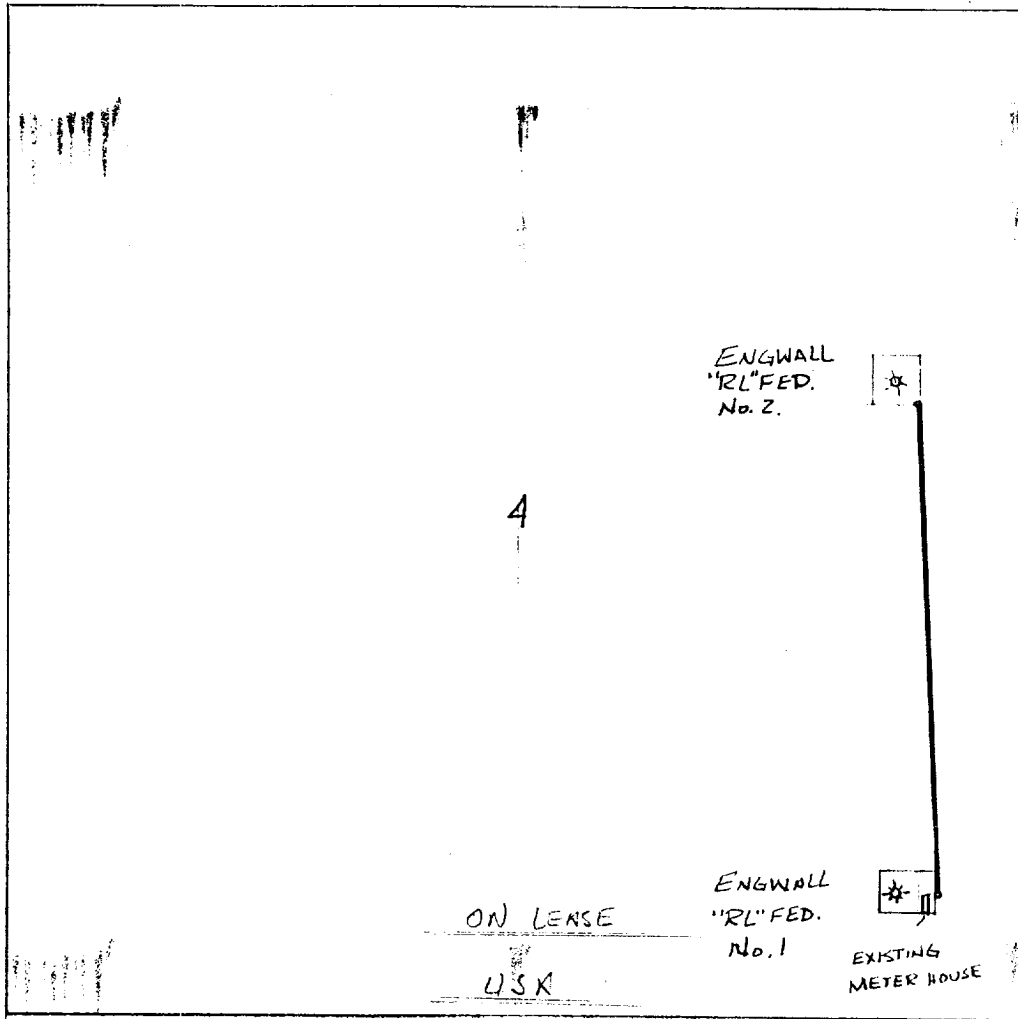 ENGWALL
"RL" FED.
No. 2.
4
ENGWALL
"RL" FED.
No. 1
ON LEASE
USA
EXISTING
METER HOUSE